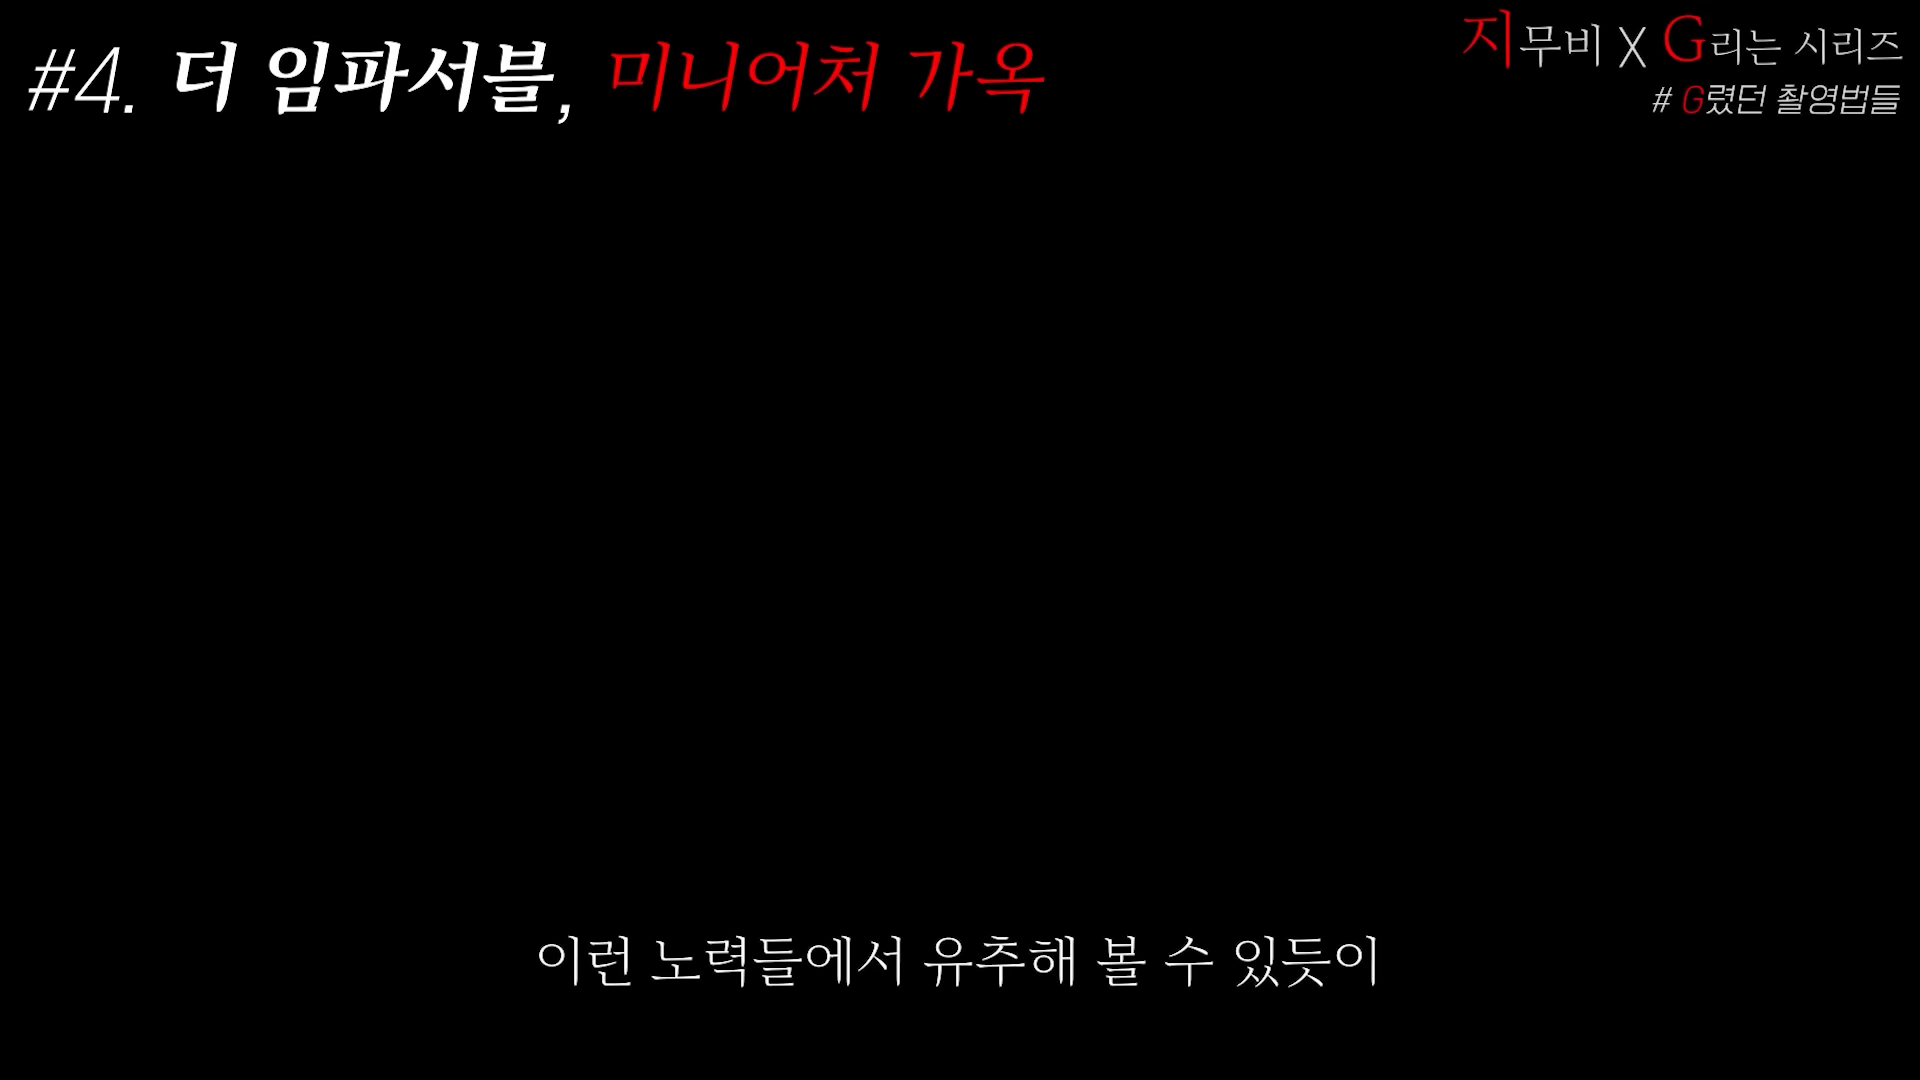 #4. 더 임파서블, 미니어처 가옥
지무비 X G리는 시리즈
# G렸던 촬영법들
이런 노력들에서 유추해 볼 수 있듯이